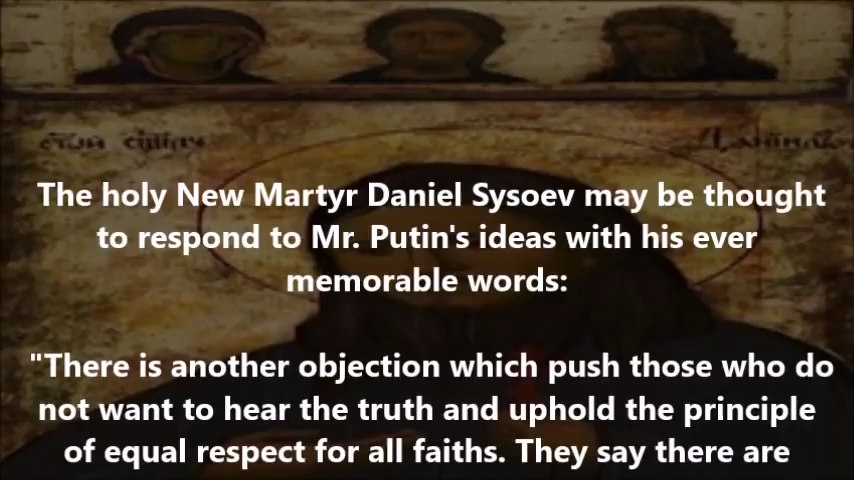 The holy New Martyr Daniel Sysoev may be thought
to respond to Mr. Putin's ideas with his ever
memorable words:
"There is another objection which push those who do
not want to hear the truth and uphold the principle
of equal respect for all faiths. They say there are